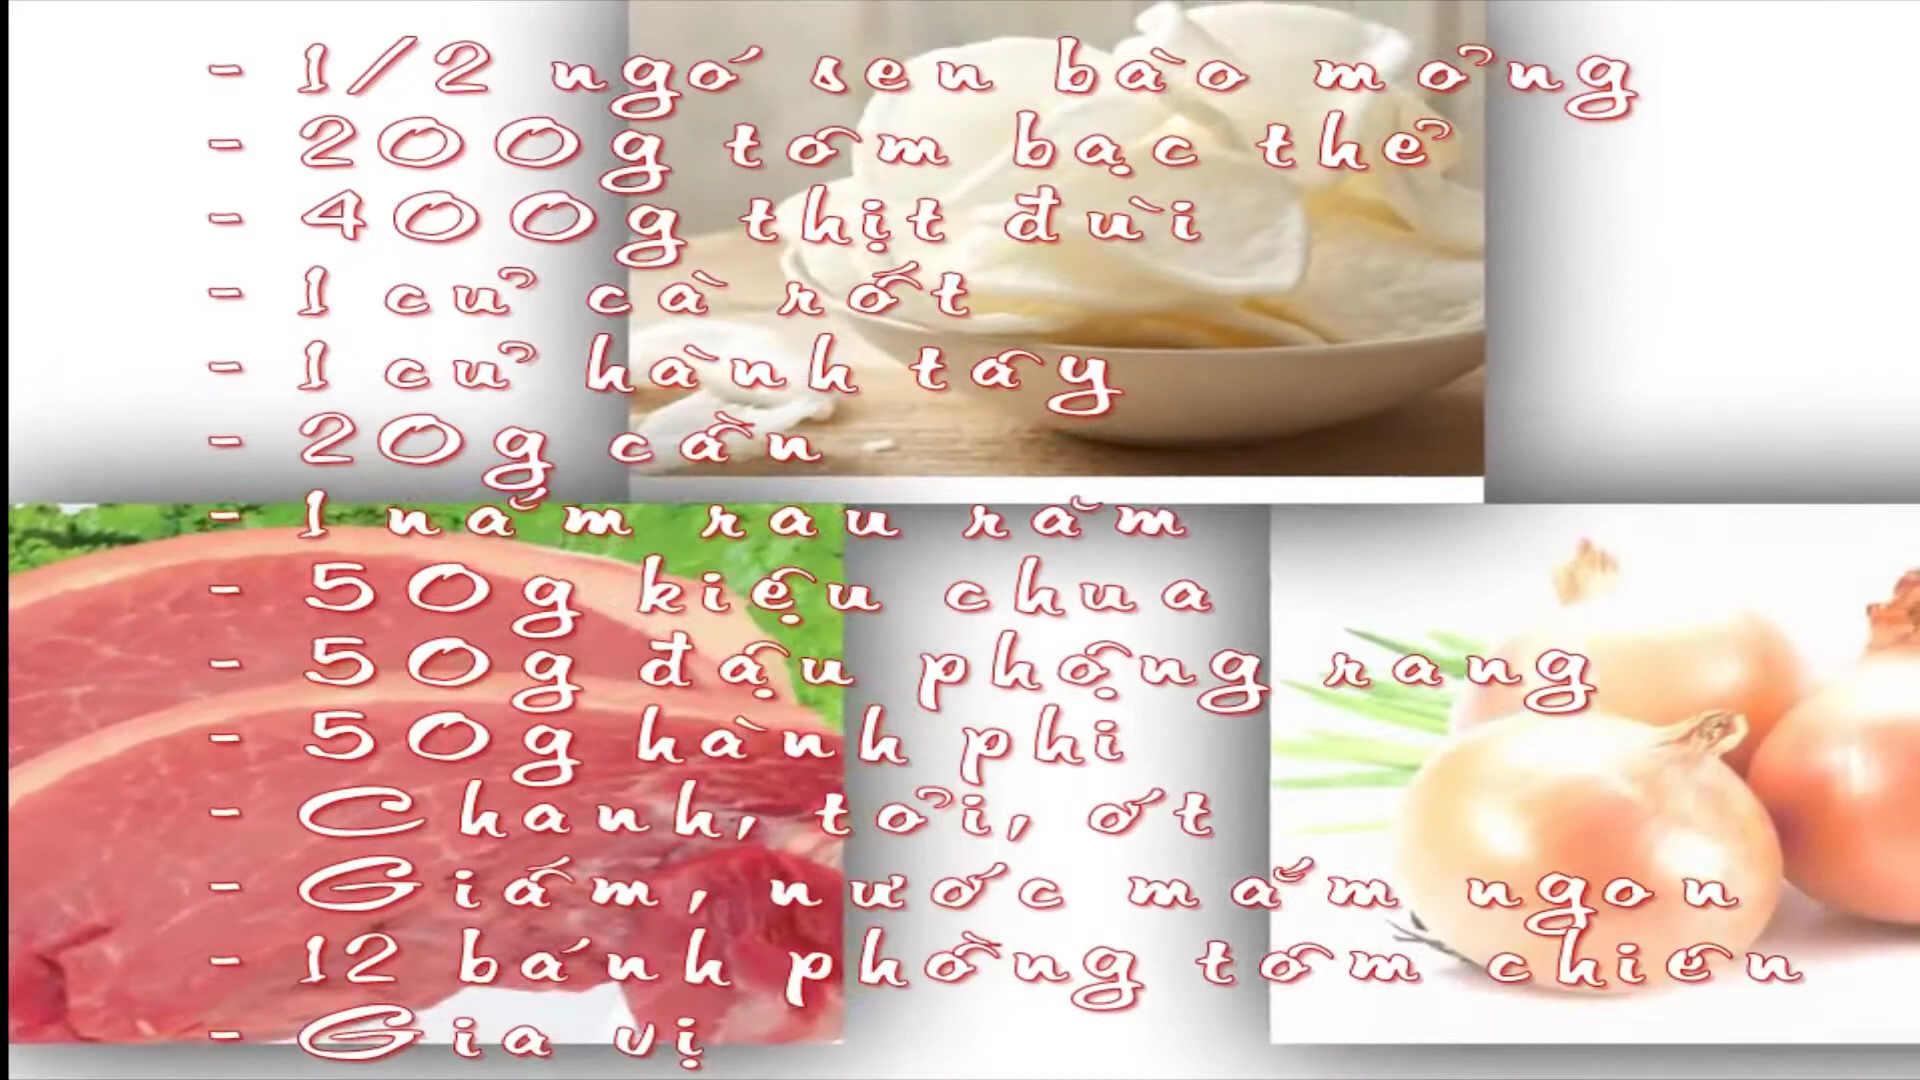 - 1/2 ngó sen bào mỏng
- 200g tôm bạc thẻ
- 400g thịt đùi
- 1 củ cà rốt
- 1 củ hành tây
- 20g cần
- 1 nắm rau răm
- 50g kiệu chua
- 50g đậu phộng rang
- 50g hành phi
- Chanh, tỏi, ớt
- Giấm, nước mắm ngon
- 12 bánh phồng tôm chiên
- Gia vị